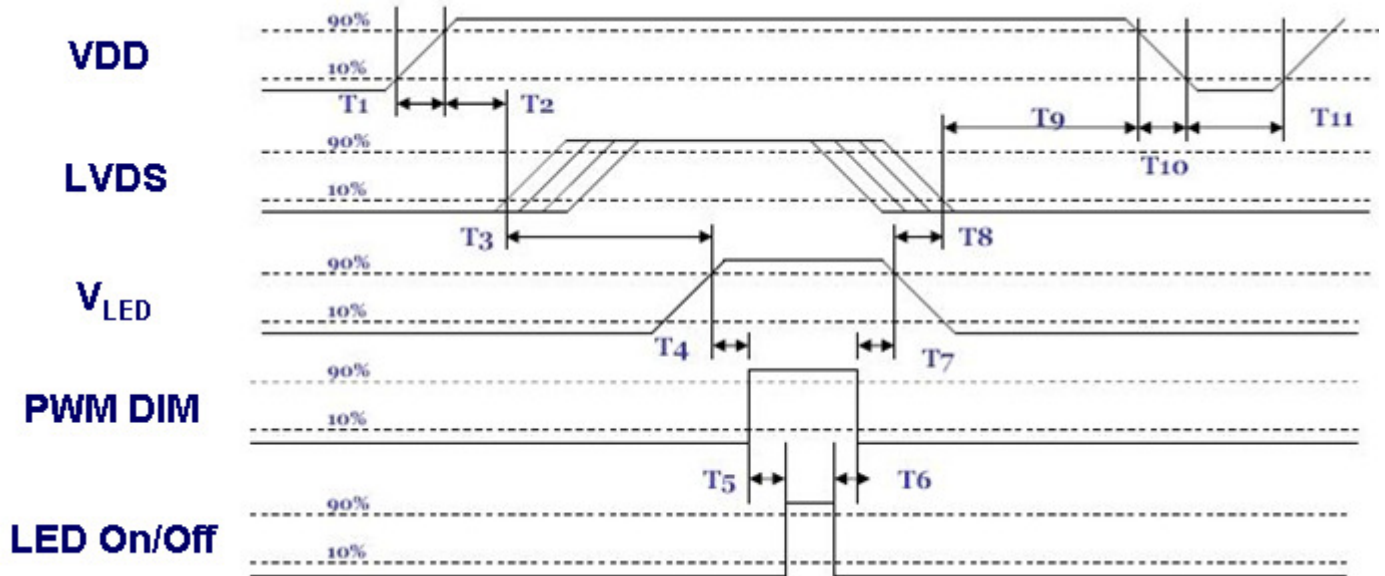 90%
VDD
10%
T1 T2 T9 T11
90%
T10
LVDS
10%
T3 T8
90%
V_LED
10%
T4 T7
90%
PWM DIM
10%
T5 T6
90%
LED On/Off
10%